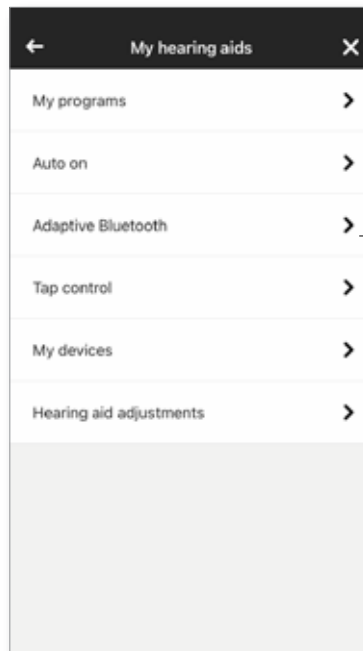 My hearing aids
My programs
Auto on
Adaptive Bluetooth
Tap control
My devices
Hearing aid adjustments